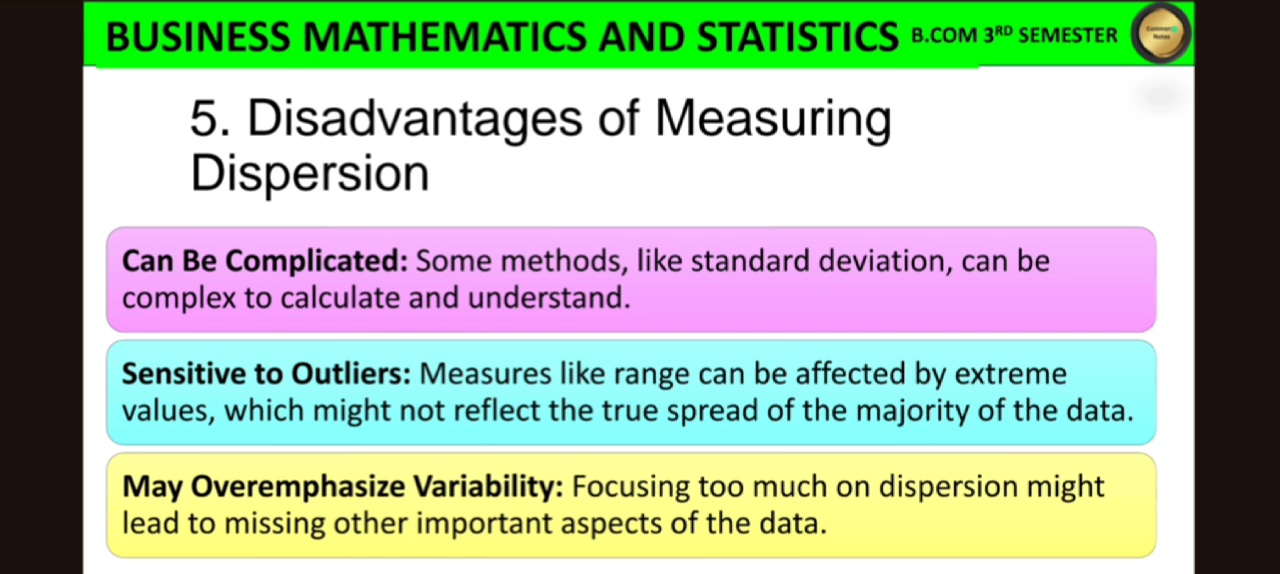 BUSINESS MATHEMATICS AND STATISTICS B.COM 3RD SEMESTER
Commerce
Notes
5. Disadvantages of Measuring
Dispersion
Can Be Complicated: Some methods, like standard deviation, can be
complex to calculate and understand.
Sensitive to Outliers: Measures like range can be affected by extreme
values, which might not reflect the true spread of the majority of the data.
May Overemphasize Variability: Focusing too much on dispersion might
lead to missing other important aspects of the data.